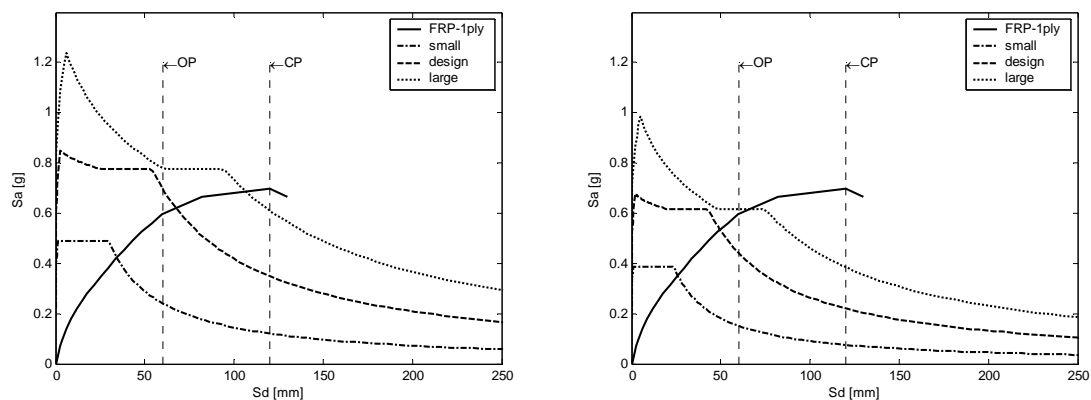 FRP-1ply
small
design
large
←OP
←CP
1.2
1
0.8
0.6
0.4
0.2
0
Sa [g]
0 50 100 150 200 250
Sd [mm]
FRP-1ply
small
design
large
←OP
←CP
1.2
1
0.8
0.6
0.4
0.2
0
Sa [g]
0 50 100 150 200 250
Sd [mm]